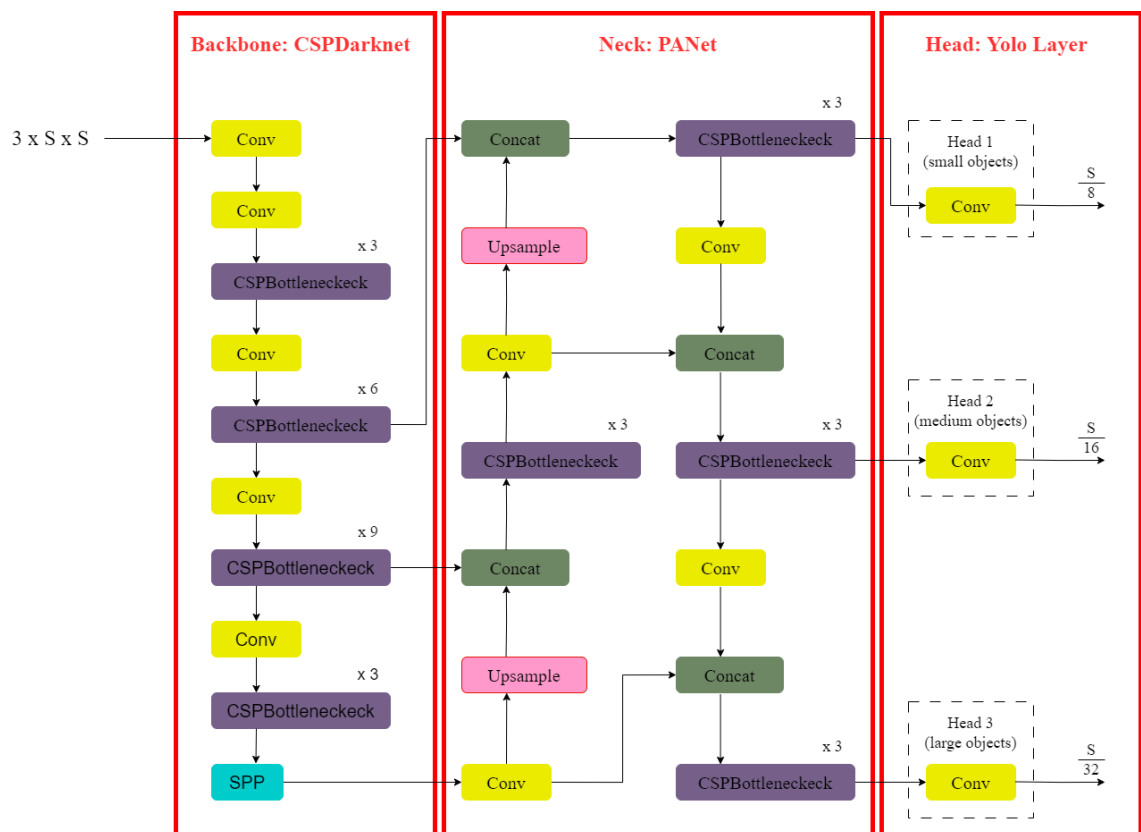 Backbone: CSPDarknet
3 x S x S
Conv
Conv
x 3
CSPBottleneckeck
Conv
x 6
CSPBottleneckeck
Conv
x 9
CSPBottleneckeck
Conv
x 3
CSPBottleneckeck
SPP
Neck: PANet
Concat
Upsample
Conv
x 3
CSPBottleneckeck
Concat
Upsample
Conv
x 3
CSPBottleneckeck
Conv
Concat
x 3
CSPBottleneckeck
Conv
Concat
x 3
CSPBottleneckeck
Head: Yolo Layer
Head 1
(small objects)
Conv
S
8
Head 2
(medium objects)
Conv
S
16
Head 3
(large objects)
Conv
S
32